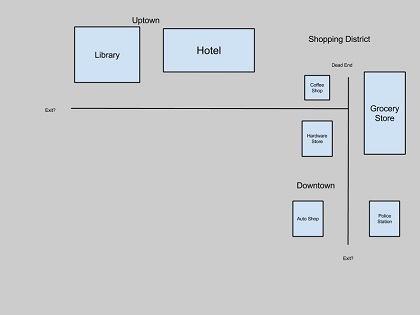 Uptown
Library
Hotel
Shopping District
Dead End
Coffee
Shop
Grocery
Store
Exit?
Hardware
Store
Downtown
Auto Shop
Police
Station
Exit?